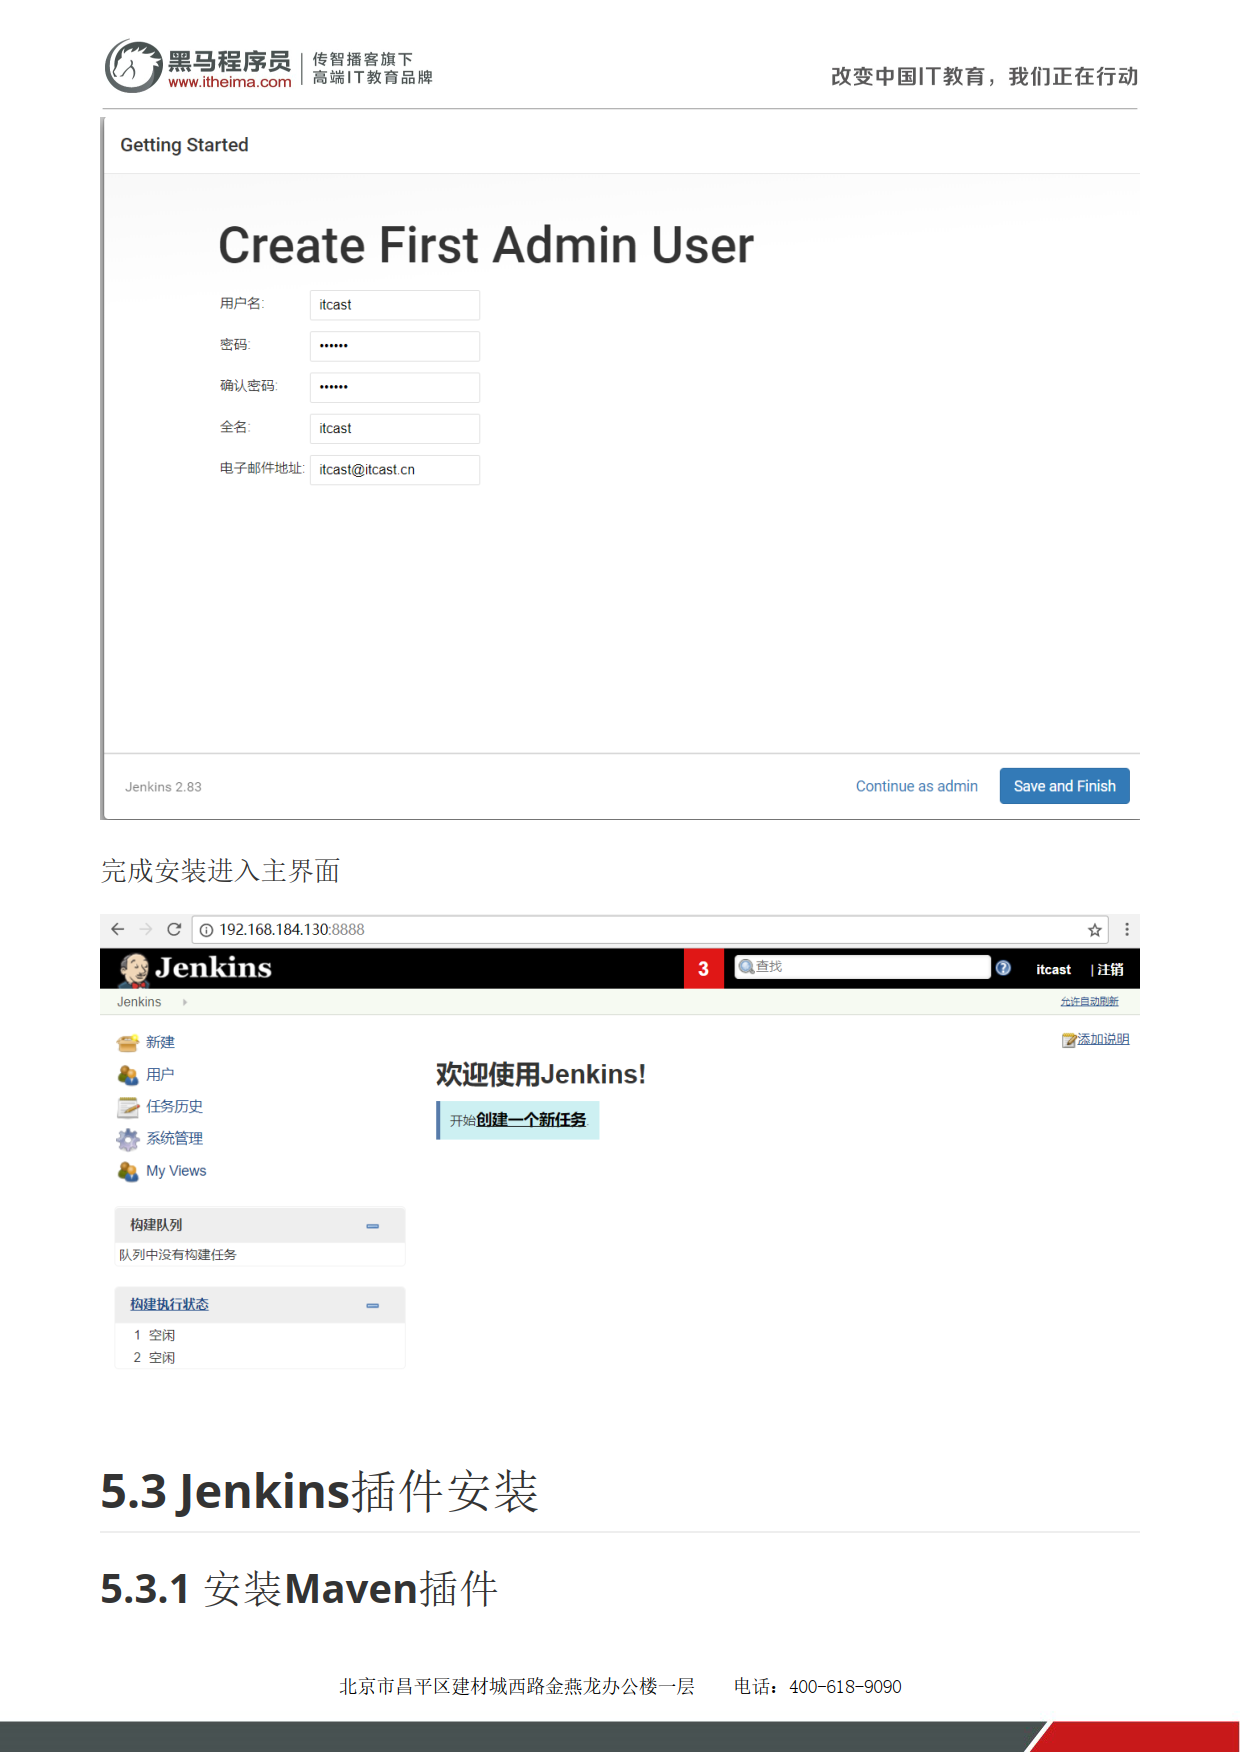 黑马程序员
www.itheima.com
传智播客旗下
高端IT教育品牌
改变中国IT教育，我们正在行动
Getting Started
Create First Admin User
用户名: itcast
密码: ••••••
确认密码: ••••••
全名: itcast
电子邮件地址: itcast@itcast.cn
Jenkins 2.83
Continue as admin
Save and Finish
完成安装进入主界面
192.168.184.130:8888
Jenkins
3
查找
itcast
| 注销
Jenkins
允许自动刷新
新建
用户
任务历史
系统管理
My Views
添加说明
欢迎使用Jenkins!
开始创建一个新任务.
构建队列
队列中没有构建任务
构建执行状态
1 空闲
2 空闲
5.3 Jenkins插件安装
5.3.1 安装Maven插件
北京市昌平区建材城西路金燕龙办公楼一层 电话：400-618-9090